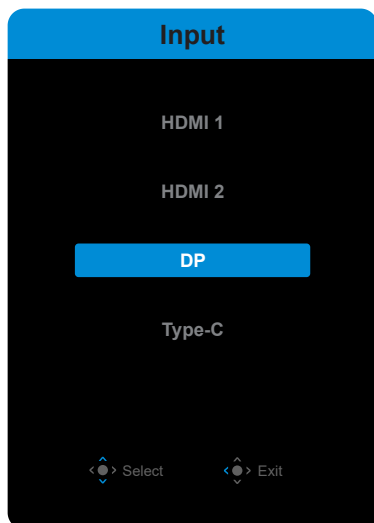 Input
HDMI 1
HDMI 2
DP
Type-C
Select Exit